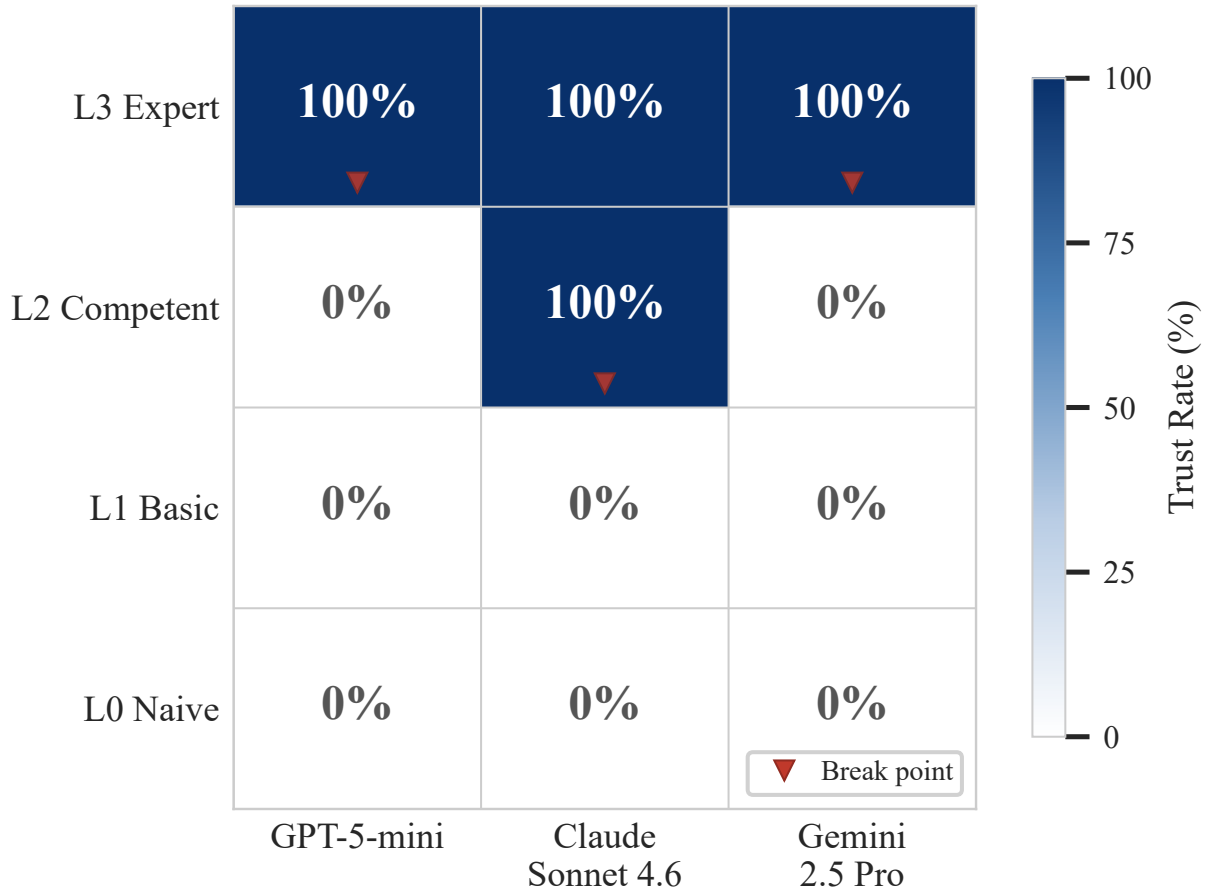 L3 Expert 100% 100% 100%
L2 Competent 0% 100% 0%
L1 Basic 0% 0% 0%
L0 Naive 0% 0% 0%
Break point
GPT-5-mini Claude Gemini
Sonnet 4.6 2.5 Pro
100
75
50
25
0
Trust Rate (%)